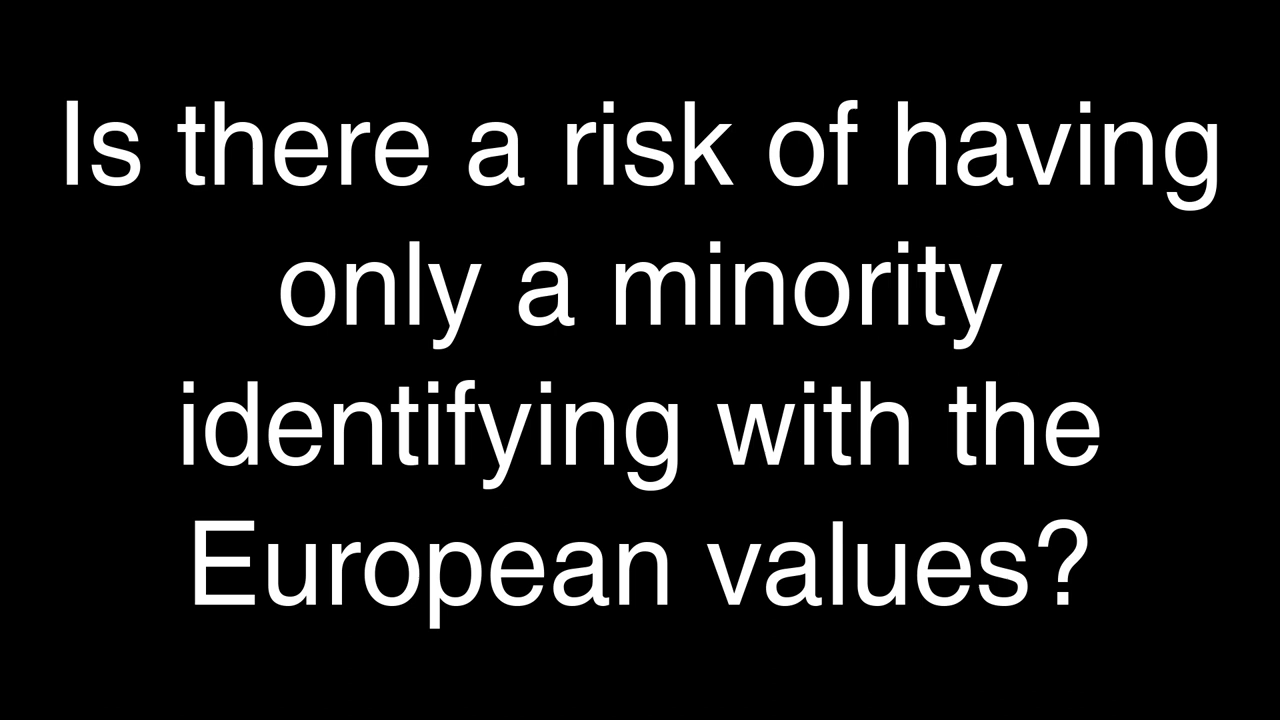 Is there a risk of having
only a minority
identifying with the
European values?